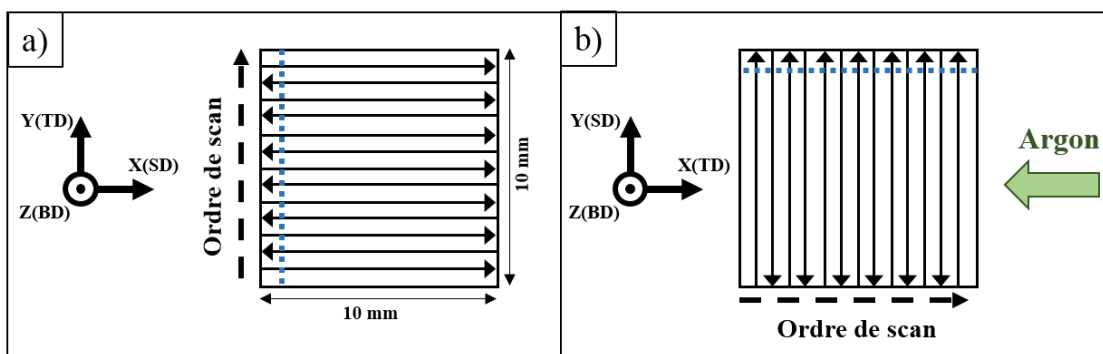 a)
Y(TD)
X(SD)
Z(BD)
Ordre de scan
10 mm
10 mm
b)
Y(SD)
X(TD)
Z(BD)
Ordre de scan
Argon